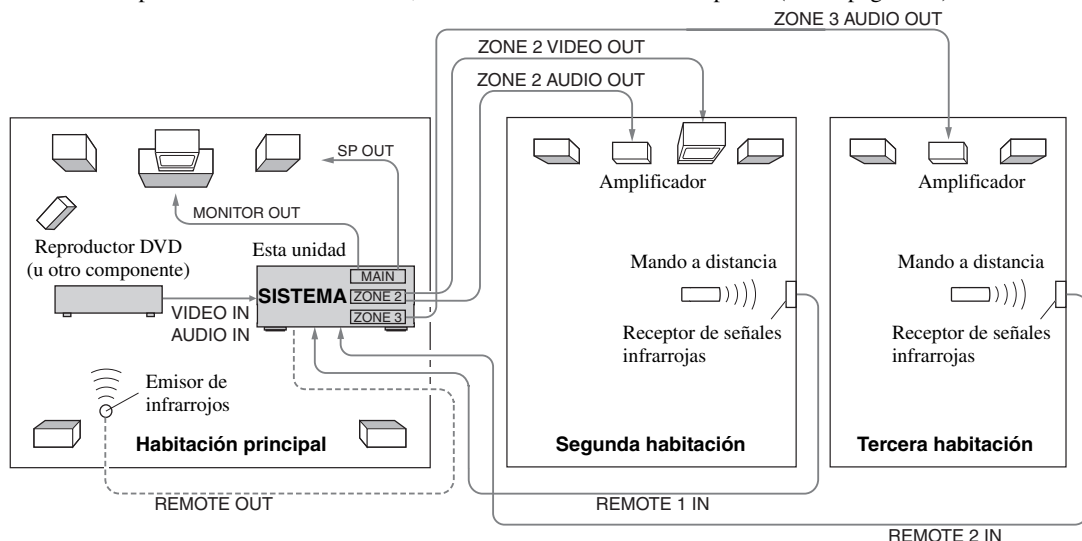 ZONE 3 AUDIO OUT
ZONE 2 VIDEO OUT
ZONE 2 AUDIO OUT
SP OUT
MONITOR OUT
Reproductor DVD
(u otro componente)
Esta unidad
MAIN
SISTEMA
ZONE 2
ZONE 3
VIDEO IN
AUDIO IN
Emisor de
infrarrojos
Habitación principal
REMOTE OUT
Amplificador
Mando a distancia
Receptor de señales
infrarrojas
Segunda habitación
REMOTE 1 IN
Amplificador
Mando a distancia
Receptor de señales
infrarrojas
Tercera habitación
REMOTE 2 IN